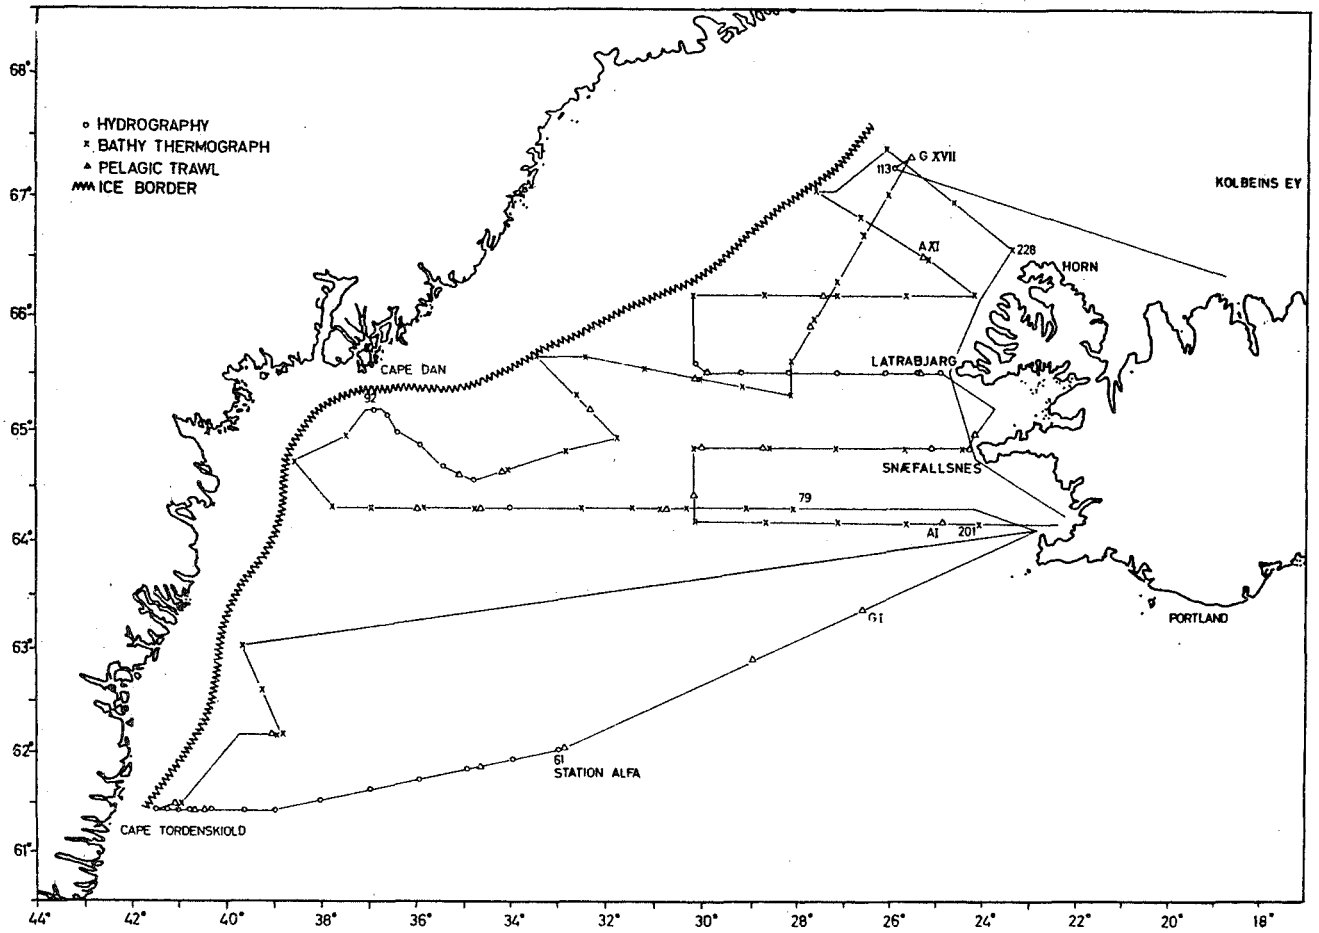 68°
HYDROGRAPHY
BATHY THERMOGRAPH
PELAGIC TRAWL
ICE BORDER
G XVII
113
67°
KOLBEINS EY
A XI
228
HORN
66°
LATRABJARG
CAPE DAN
92
65°
SNÆFALLSNES
79
64°
AI 201
G I
PORTLAND
63°
62°
61
STATION ALFA
CAPE TORDENSKIOLD
61°
44° 42° 40° 38° 36° 34° 32° 30° 28° 26° 24° 22° 20° 18°